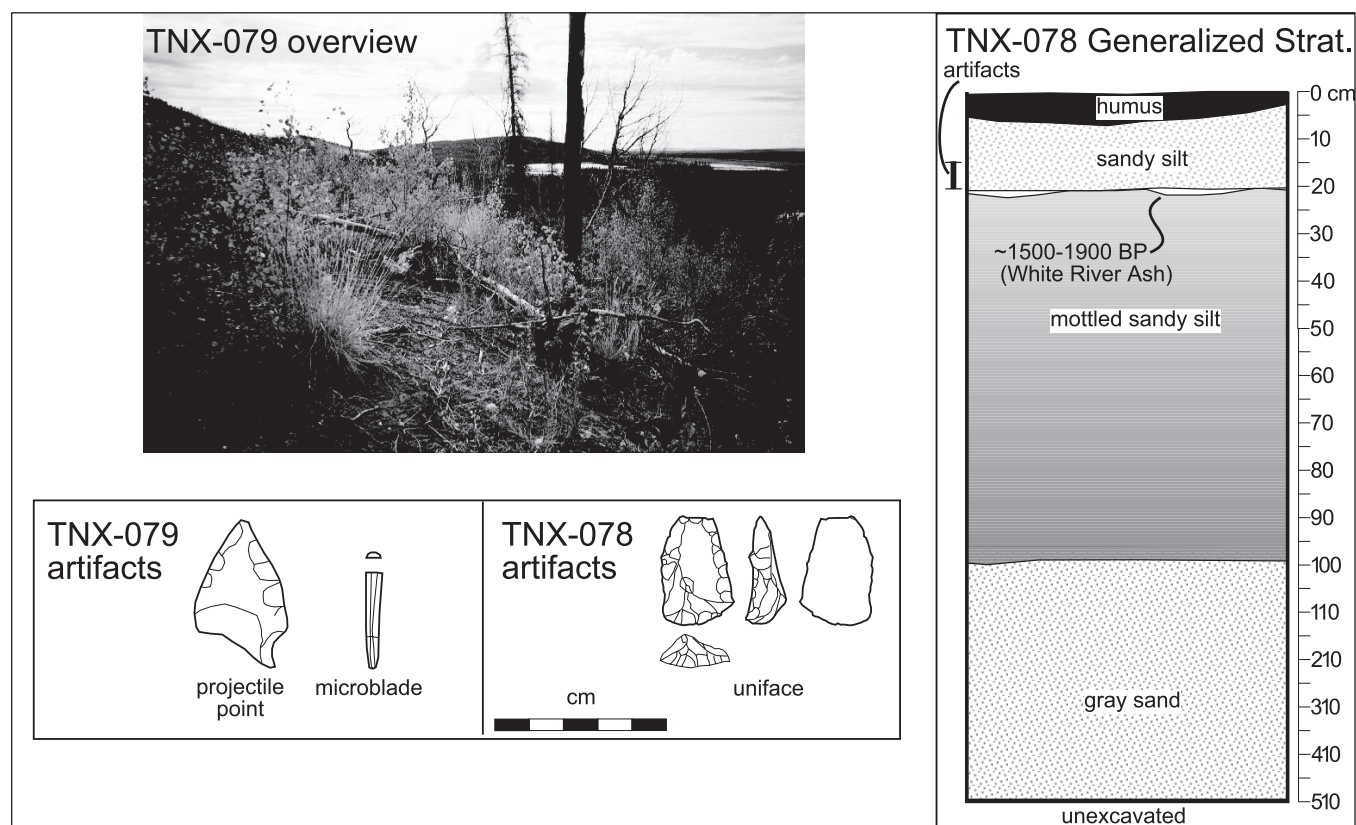 TNX-079 overview
TNX-079
artifacts
projectile
point
microblade
TNX-078
artifacts
uniface
cm
TNX-078 Generalized Strat.
artifacts
humus
sandy silt
~1500-1900 BP
(White River Ash)
mottled sandy silt
gray sand
unexcavated
0 cm
10
20
30
40
50
60
70
80
90
100
110
210
310
410
510